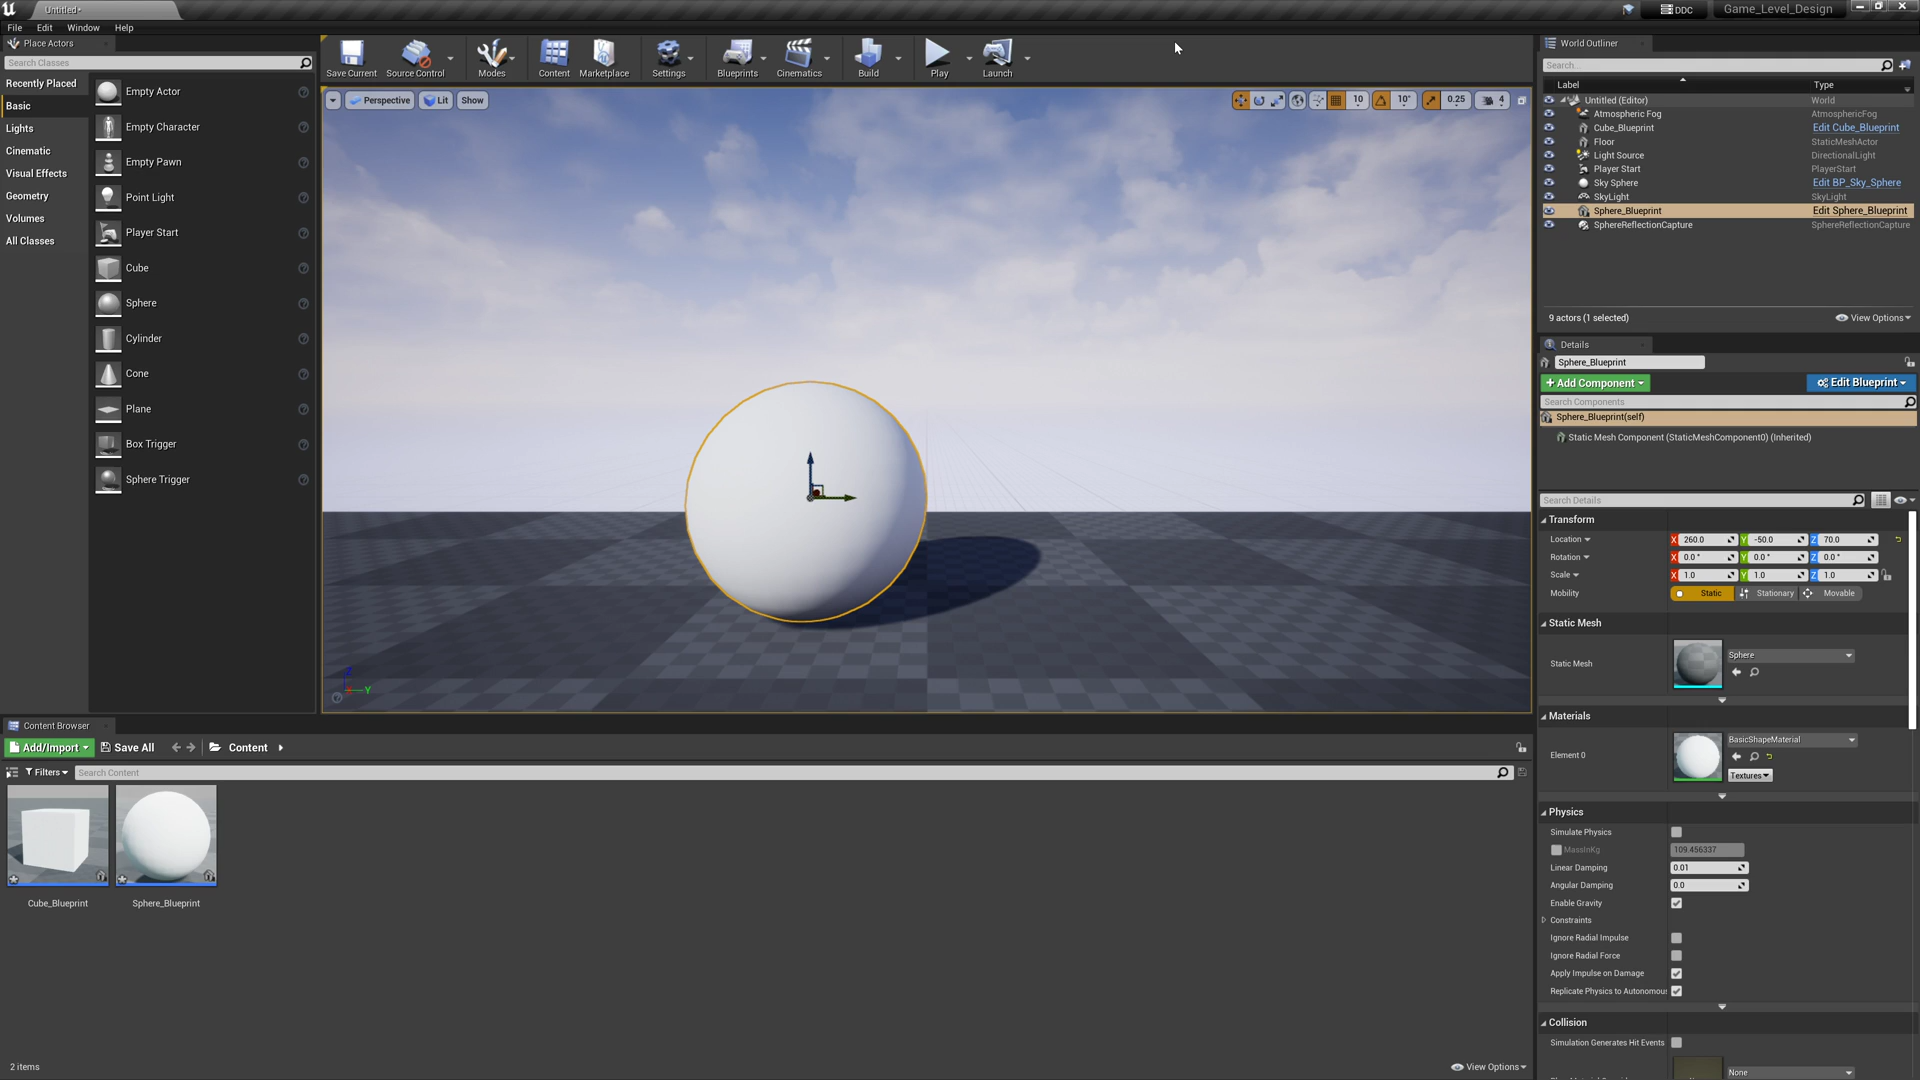 Untitled•
DDC
Game_Level_Design
File Edit Window Help
Place Actors
Search Classes
Recently Placed
Basic
Lights
Cinematic
Visual Effects
Geometry
Volumes
All Classes
Empty Actor
Empty Character
Empty Pawn
Point Light
Player Start
Cube
Sphere
Cylinder
Cone
Plane
Box Trigger
Sphere Trigger
Save Current Source Control Modes Content Marketplace Settings Blueprints Cinematics Build Play Launch
Perspective Lit Show
10 10° 0.25 4
Z
Y
World Outliner
Search...
Label Type
Untitled (Editor) World
Atmospheric Fog AtmosphericFog
Cube_Blueprint Edit Cube_Blueprint
Floor StaticMeshActor
Light Source DirectionalLight
Player Start PlayerStart
Sky Sphere Edit BP_Sky_Sphere
SkyLight SkyLight
Sphere_Blueprint Edit Sphere_Blueprint
SphereReflectionCapture SphereReflectionCapture
9 actors (1 selected) View Options
Details
Sphere_Blueprint
+ Add Component Edit Blueprint
Search Components
Sphere_Blueprint(self)
Static Mesh Component (StaticMeshComponent0) (Inherited)
Search Details
Transform
Location X 260.0 Y -50.0 Z 70.0
Rotation X 0.0 ° Y 0.0 ° Z 0.0 °
Scale X 1.0 Y 1.0 Z 1.0
Mobility Static Stationary Movable
Static Mesh
Static Mesh Sphere
Materials
Element 0 BasicShapeMaterial
Textures
Physics
Simulate Physics
MassInKg 109.456337
Linear Damping 0.01
Angular Damping 0.0
Enable Gravity
Constraints
Ignore Radial Impulse
Ignore Radial Force
Apply Impulse on Damage
Replicate Physics to Autonomou
Collision
Simulation Generates Hit Events
None
Content Browser
Add/Import Save All Content
Filters Search Content
Cube_Blueprint Sphere_Blueprint
2 items View Options